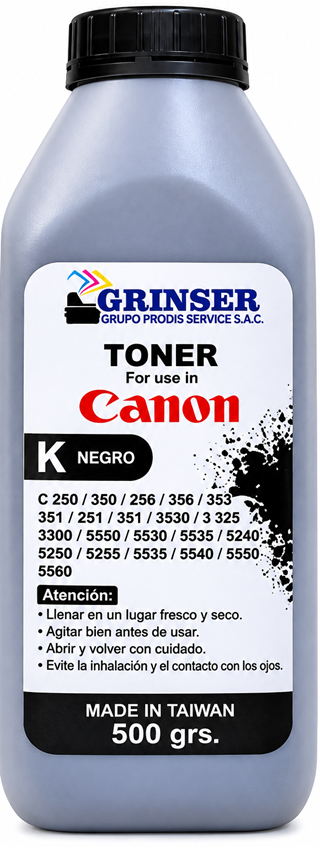 GRINSER
GRUPO PRODIS SERVICE S.A.C.
TONER
For use in
Canon
K NEGRO
C 250 / 350 / 256 / 356 / 353
351 / 251 / 351 / 3530 / 3 325
3300 / 5550 / 5530 / 5535 / 5240
5250 / 5255 / 5535 / 5540 / 5550
5560
Atención:
• Llenar en un lugar fresco y seco.
• Agitar bien antes de usar.
• Abrir y volver con cuidado.
• Evite la inhalación y el contacto con los ojos.
MADE IN TAIWAN
500 grs.